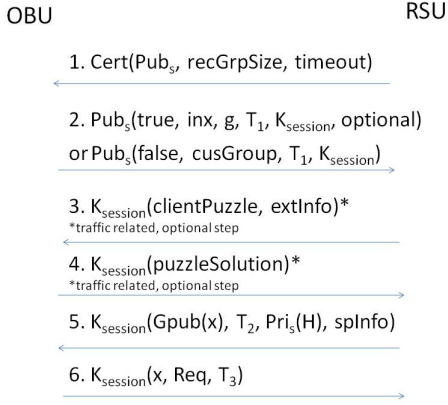 OBU
RSU
1. Cert(Pubs, recGrpSize, timeout)
2. Pubs(true, inx, g, T1, Ksession, optional)
or Pubs(false, cusGroup, T1, Ksession)
3. Ksession(clientPuzzle, extInfo)*
*traffic related, optional step
4. Ksession(puzzleSolution)*
*traffic related, optional step
5. Ksession(Gpub(x), T2, Pris(H), spInfo)
6. Ksession(x, Req, T3)